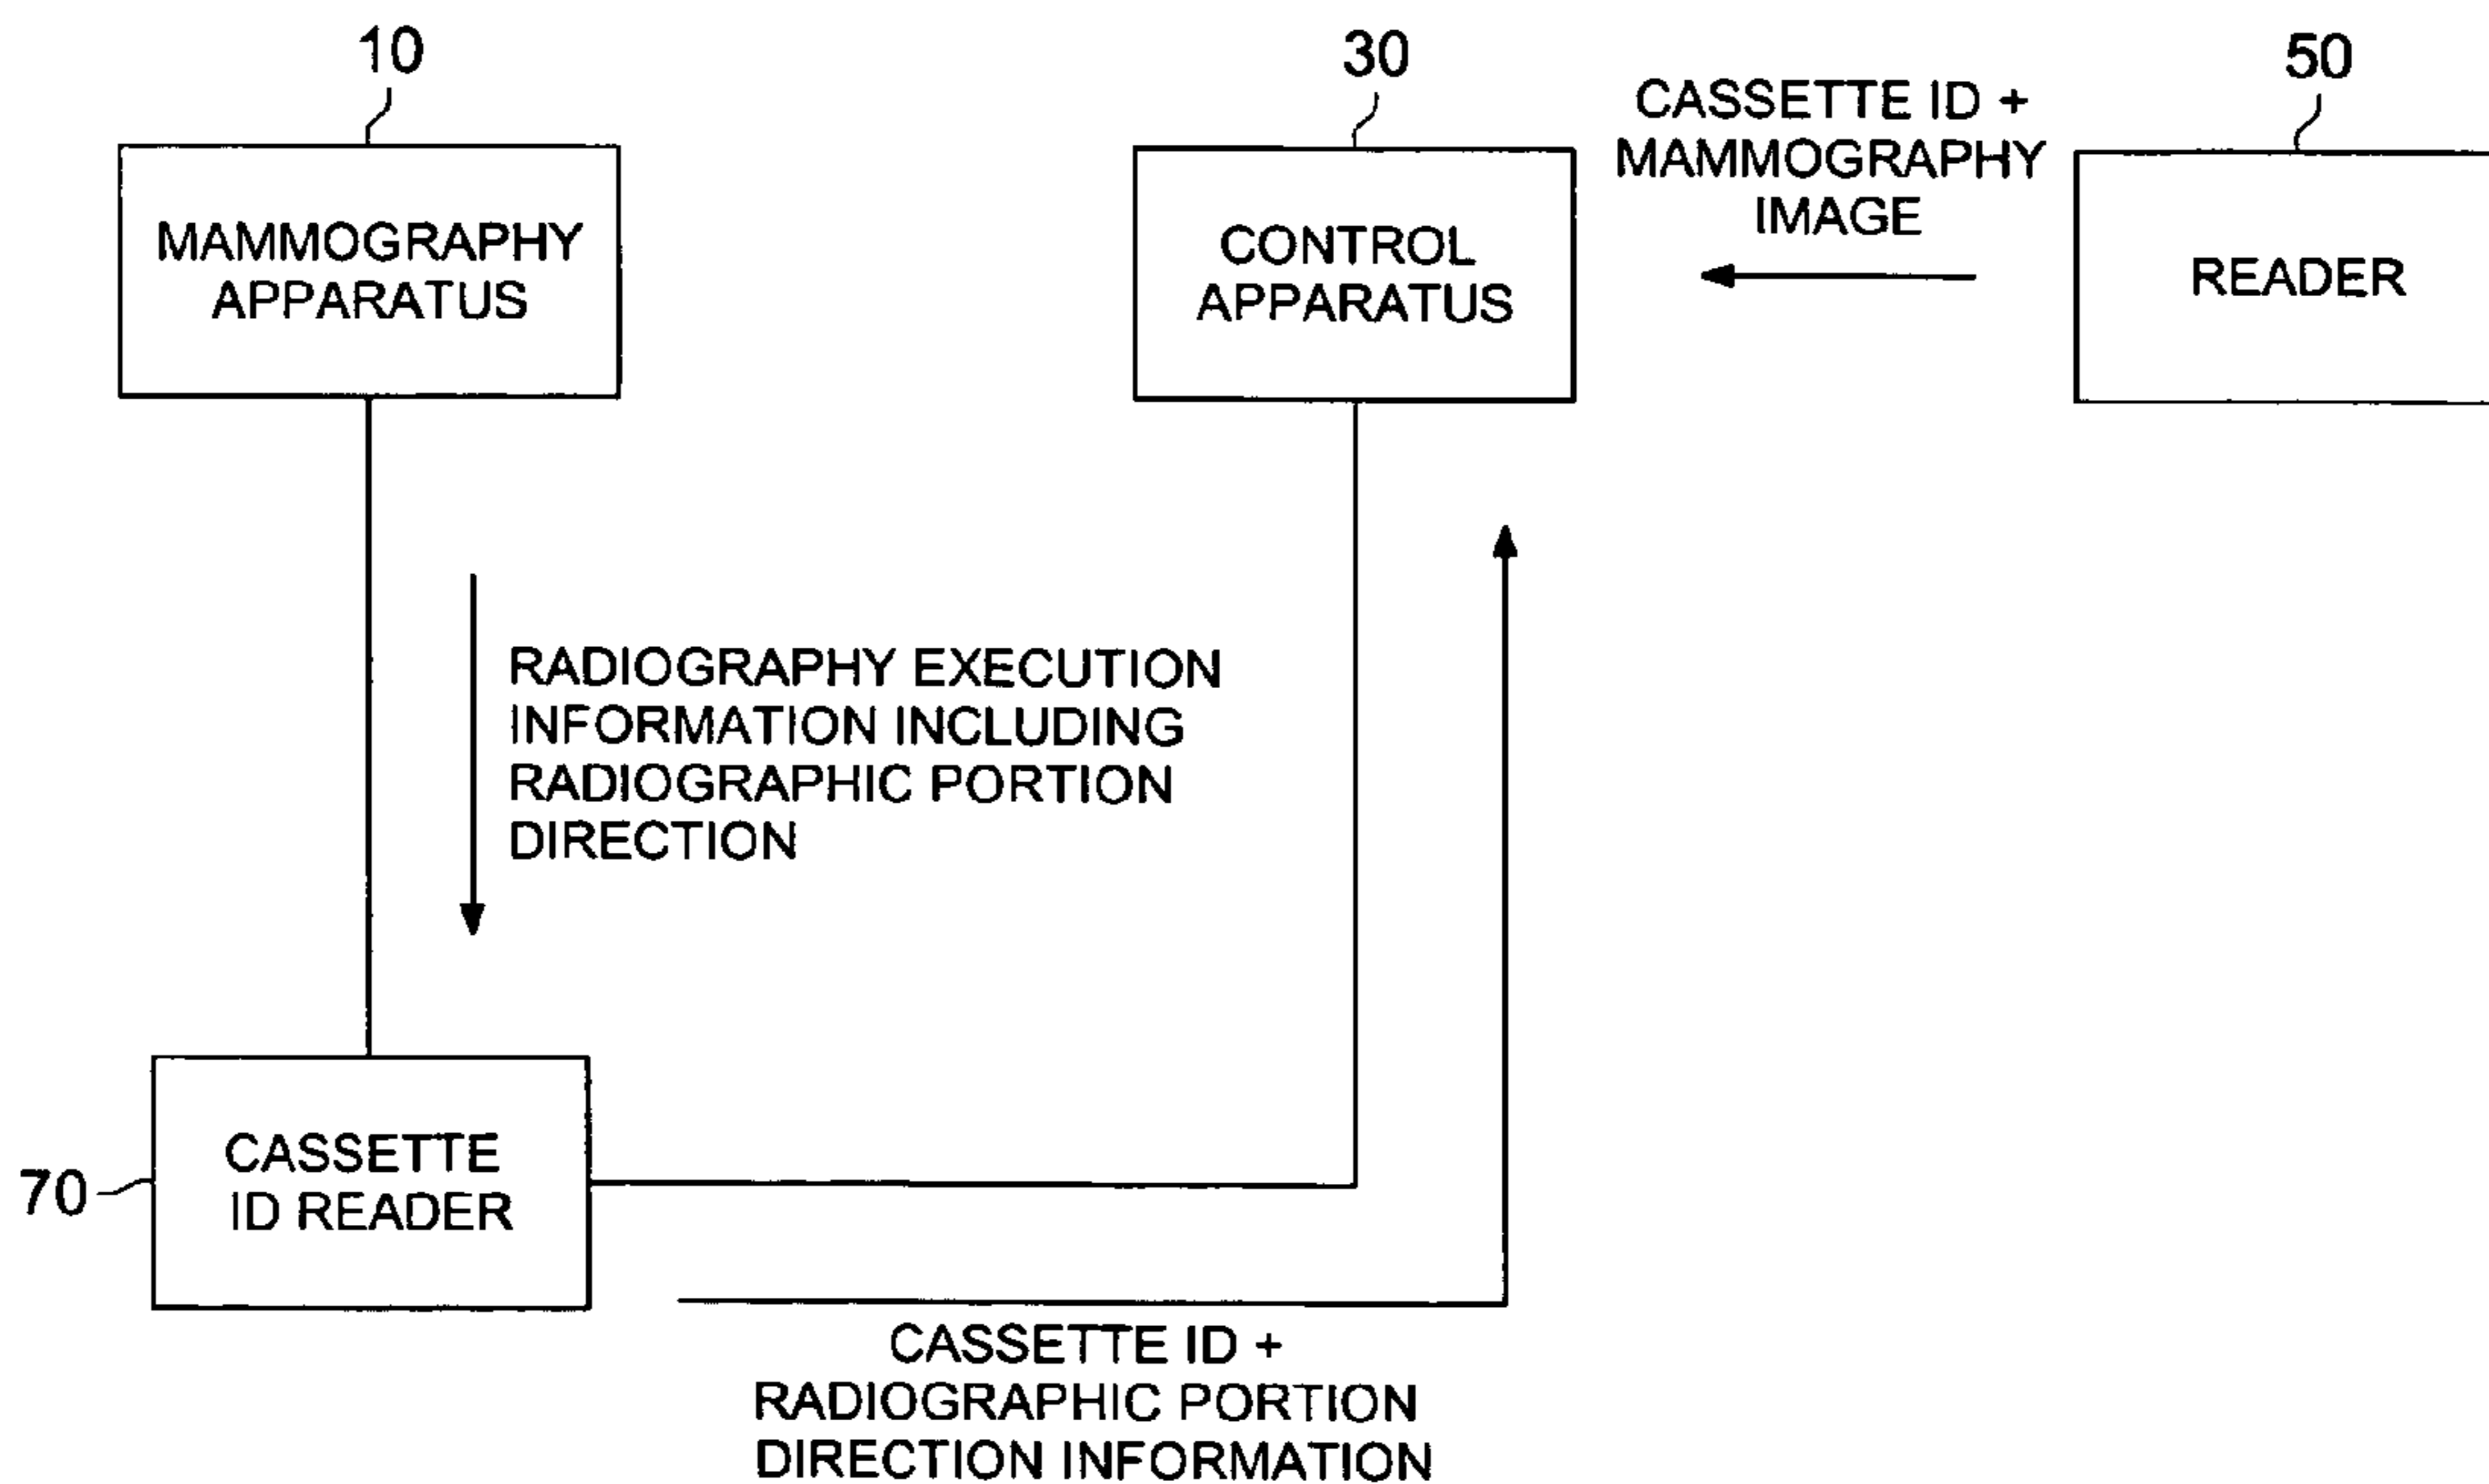 10
30
50
CASSETTE ID +
MAMMOGRAPHY
IMAGE
MAMMOGRAPHY
APPARATUS
CONTROL
APPARATUS
READER
RADIOGRAPHY EXECUTION
INFORMATION INCLUDING
RADIOGRAPHIC PORTION
DIRECTION
70
CASSETTE
ID READER
CASSETTE ID +
RADIOGRAPHIC PORTION
DIRECTION INFORMATION